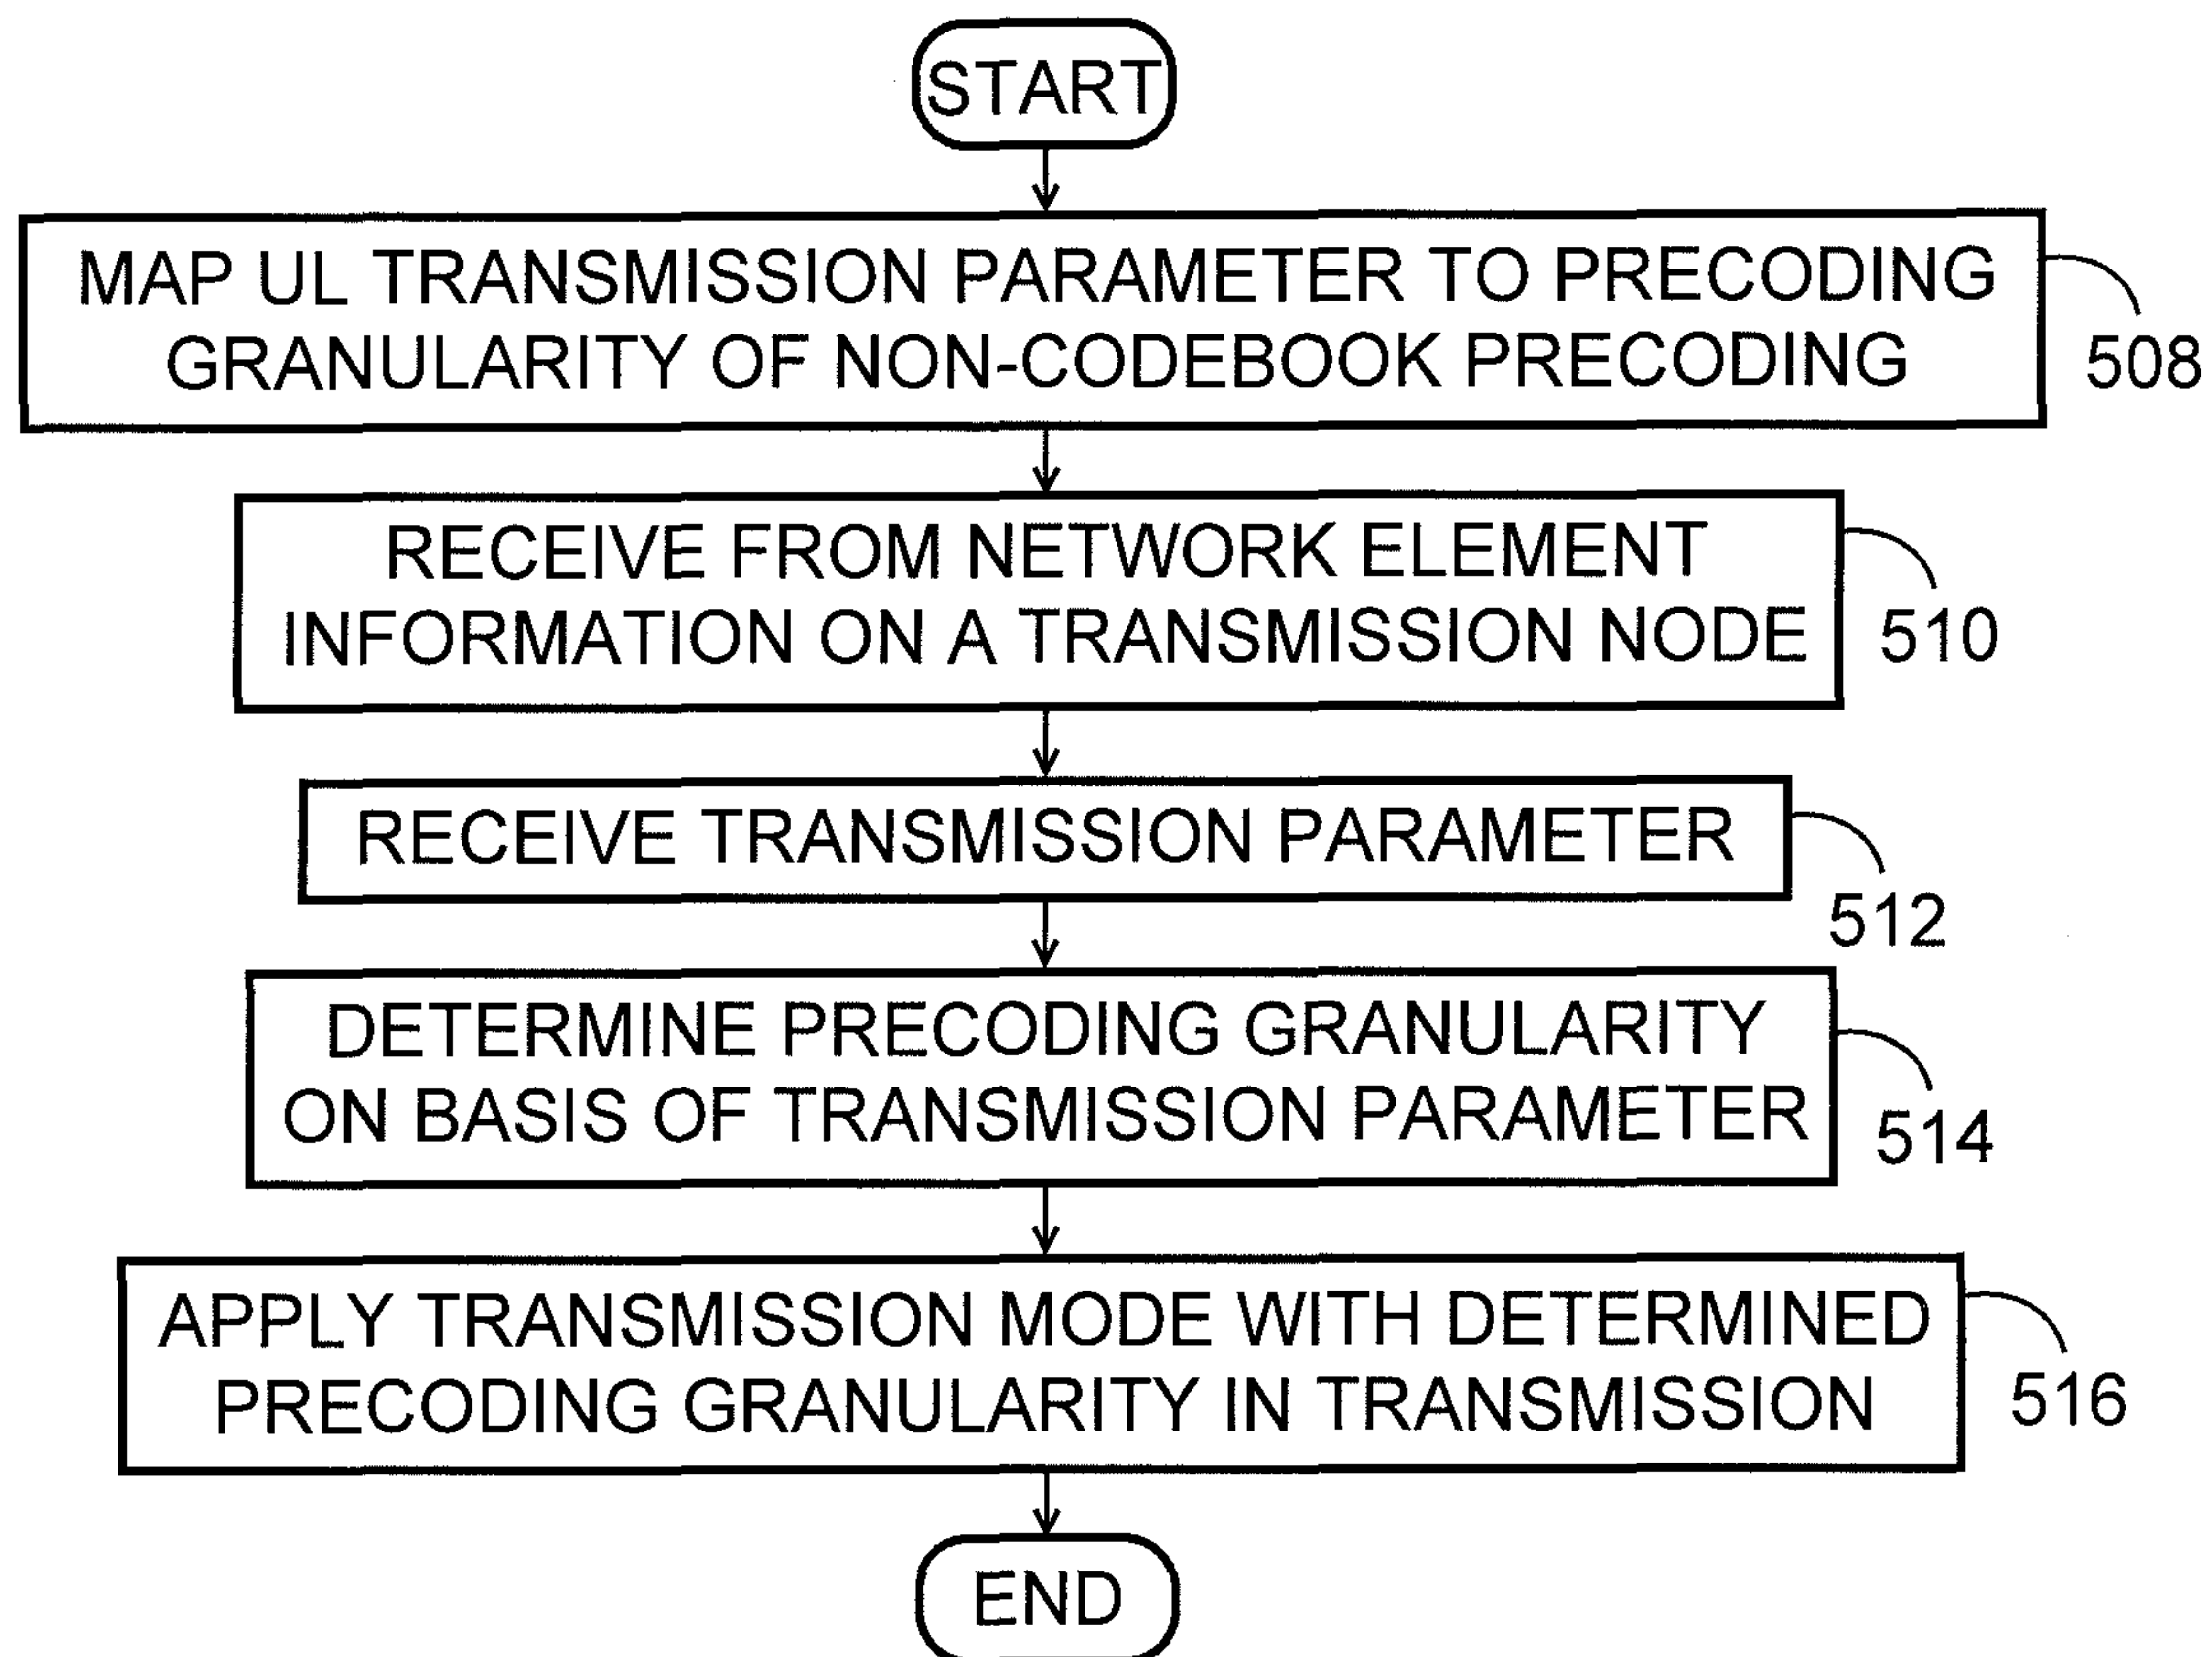 START
MAP UL TRANSMISSION PARAMETER TO PRECODING
GRANULARITY OF NON-CODEBOOK PRECODING
508
RECEIVE FROM NETWORK ELEMENT
INFORMATION ON A TRANSMISSION NODE
510
RECEIVE TRANSMISSION PARAMETER
512
DETERMINE PRECODING GRANULARITY
ON BASIS OF TRANSMISSION PARAMETER
514
APPLY TRANSMISSION MODE WITH DETERMINED
PRECODING GRANULARITY IN TRANSMISSION
516
END